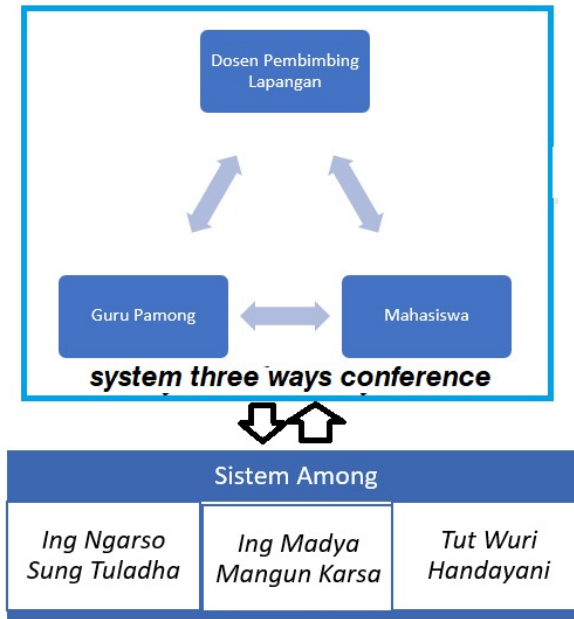 Dosen Pembimbing
Lapangan
Guru Pamong
Mahasiswa
system three ways conference
Sistem Among
Ing Ngarso
Sung Tuladha
Ing Madya
Mangun Karsa
Tut Wuri
Handayani